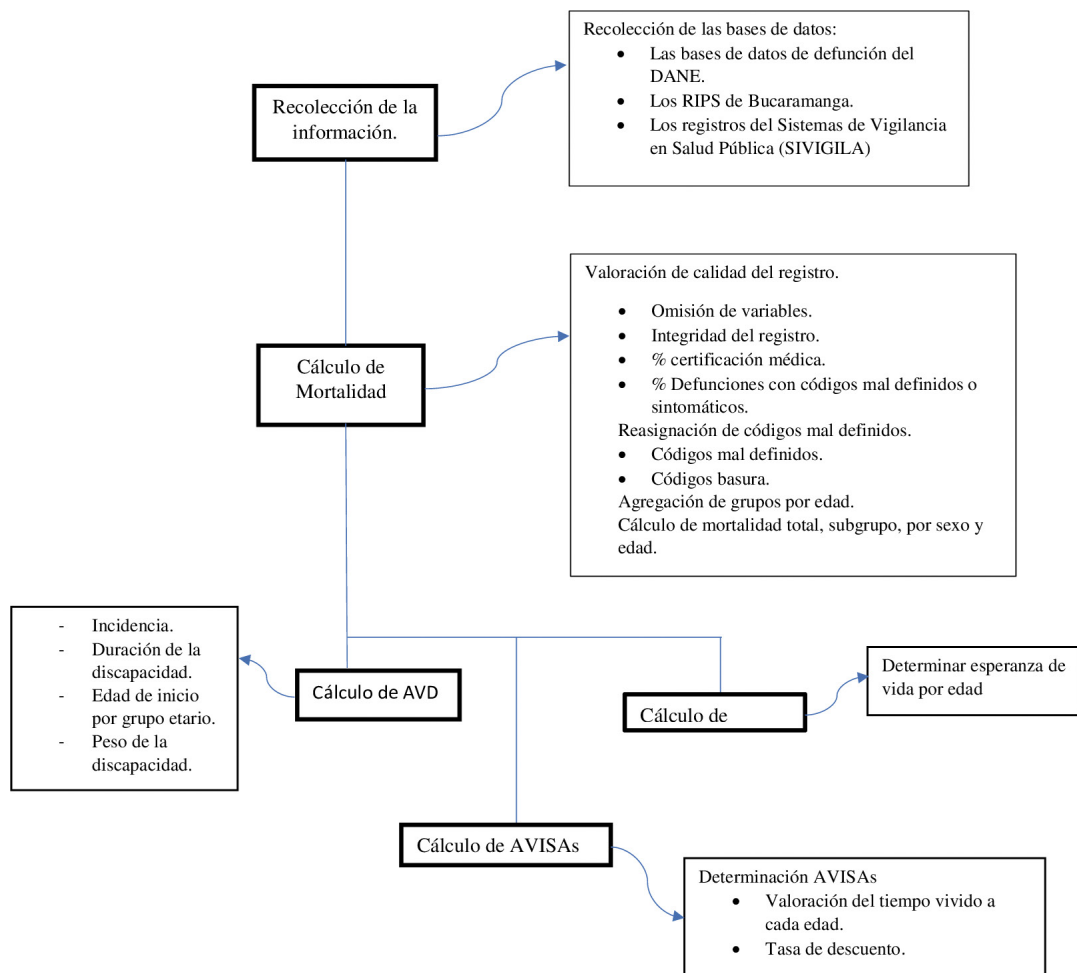 Recolección de la
información.
Recolección de las bases de datos:
• Las bases de datos de defunción del
DANE.
• Los RIPS de Bucaramanga.
• Los registros del Sistemas de Vigilancia
en Salud Pública (SIVIGILA)
Cálculo de
Mortalidad
Valoración de calidad del registro.
• Omisión de variables.
• Integridad del registro.
• % certificación médica.
• % Defunciones con códigos mal definidos o
sintomáticos.
Reasignación de códigos mal definidos.
• Códigos mal definidos.
• Códigos basura.
Agregación de grupos por edad.
Cálculo de mortalidad total, subgrupo, por sexo y
edad.
- Incidencia.
- Duración de la
discapacidad.
- Edad de inicio
por grupo etario.
- Peso de la
discapacidad.
Cálculo de AVD
Cálculo de
Determinar esperanza de
vida por edad
Cálculo de AVISAs
Determinación AVISAs
• Valoración del tiempo vivido a
cada edad.
• Tasa de descuento.